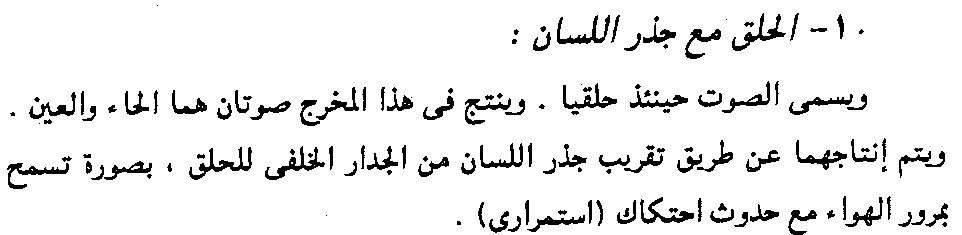 ١٠- الحلق مع جذر اللسان :
ويسمى الصوت حينئذ حلقيا . وينتج فى هذا المخرج صوتان هما الحاء والعين .
ويتم إنتاجهما عن طريق تقريب جذر اللسان من الجدار الخلفى للحلق ، بصورة تسمح
بمرور الهواء مع حدوث احتكاك (استمرارى) .